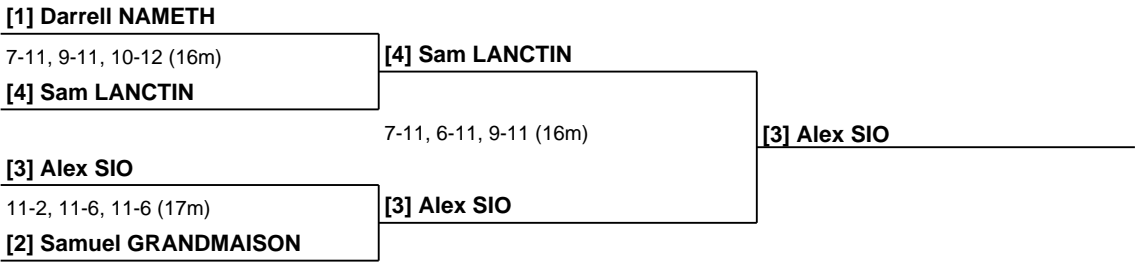 [1] Darrell NAMETH
7-11, 9-11, 10-12 (16m)
[4] Sam LANCTIN
[4] Sam LANCTIN
7-11, 6-11, 9-11 (16m)
[3] Alex SIO
[3] Alex SIO
11-2, 11-6, 11-6 (17m)
[3] Alex SIO
[2] Samuel GRANDMAISON